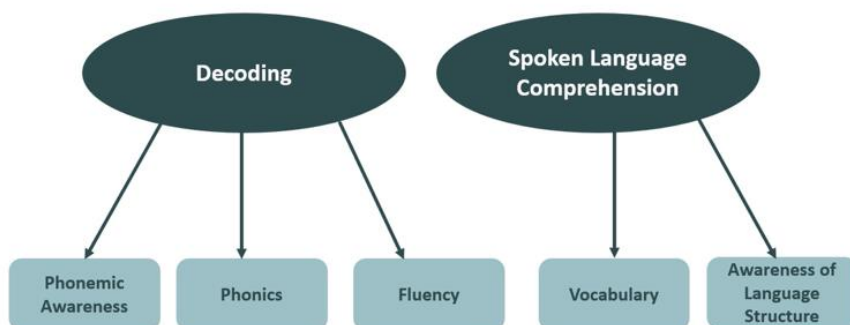 Decoding
Spoken Language
Comprehension
Phonemic
Awareness
Phonics
Fluency
Vocabulary
Awareness of
Language
Structure